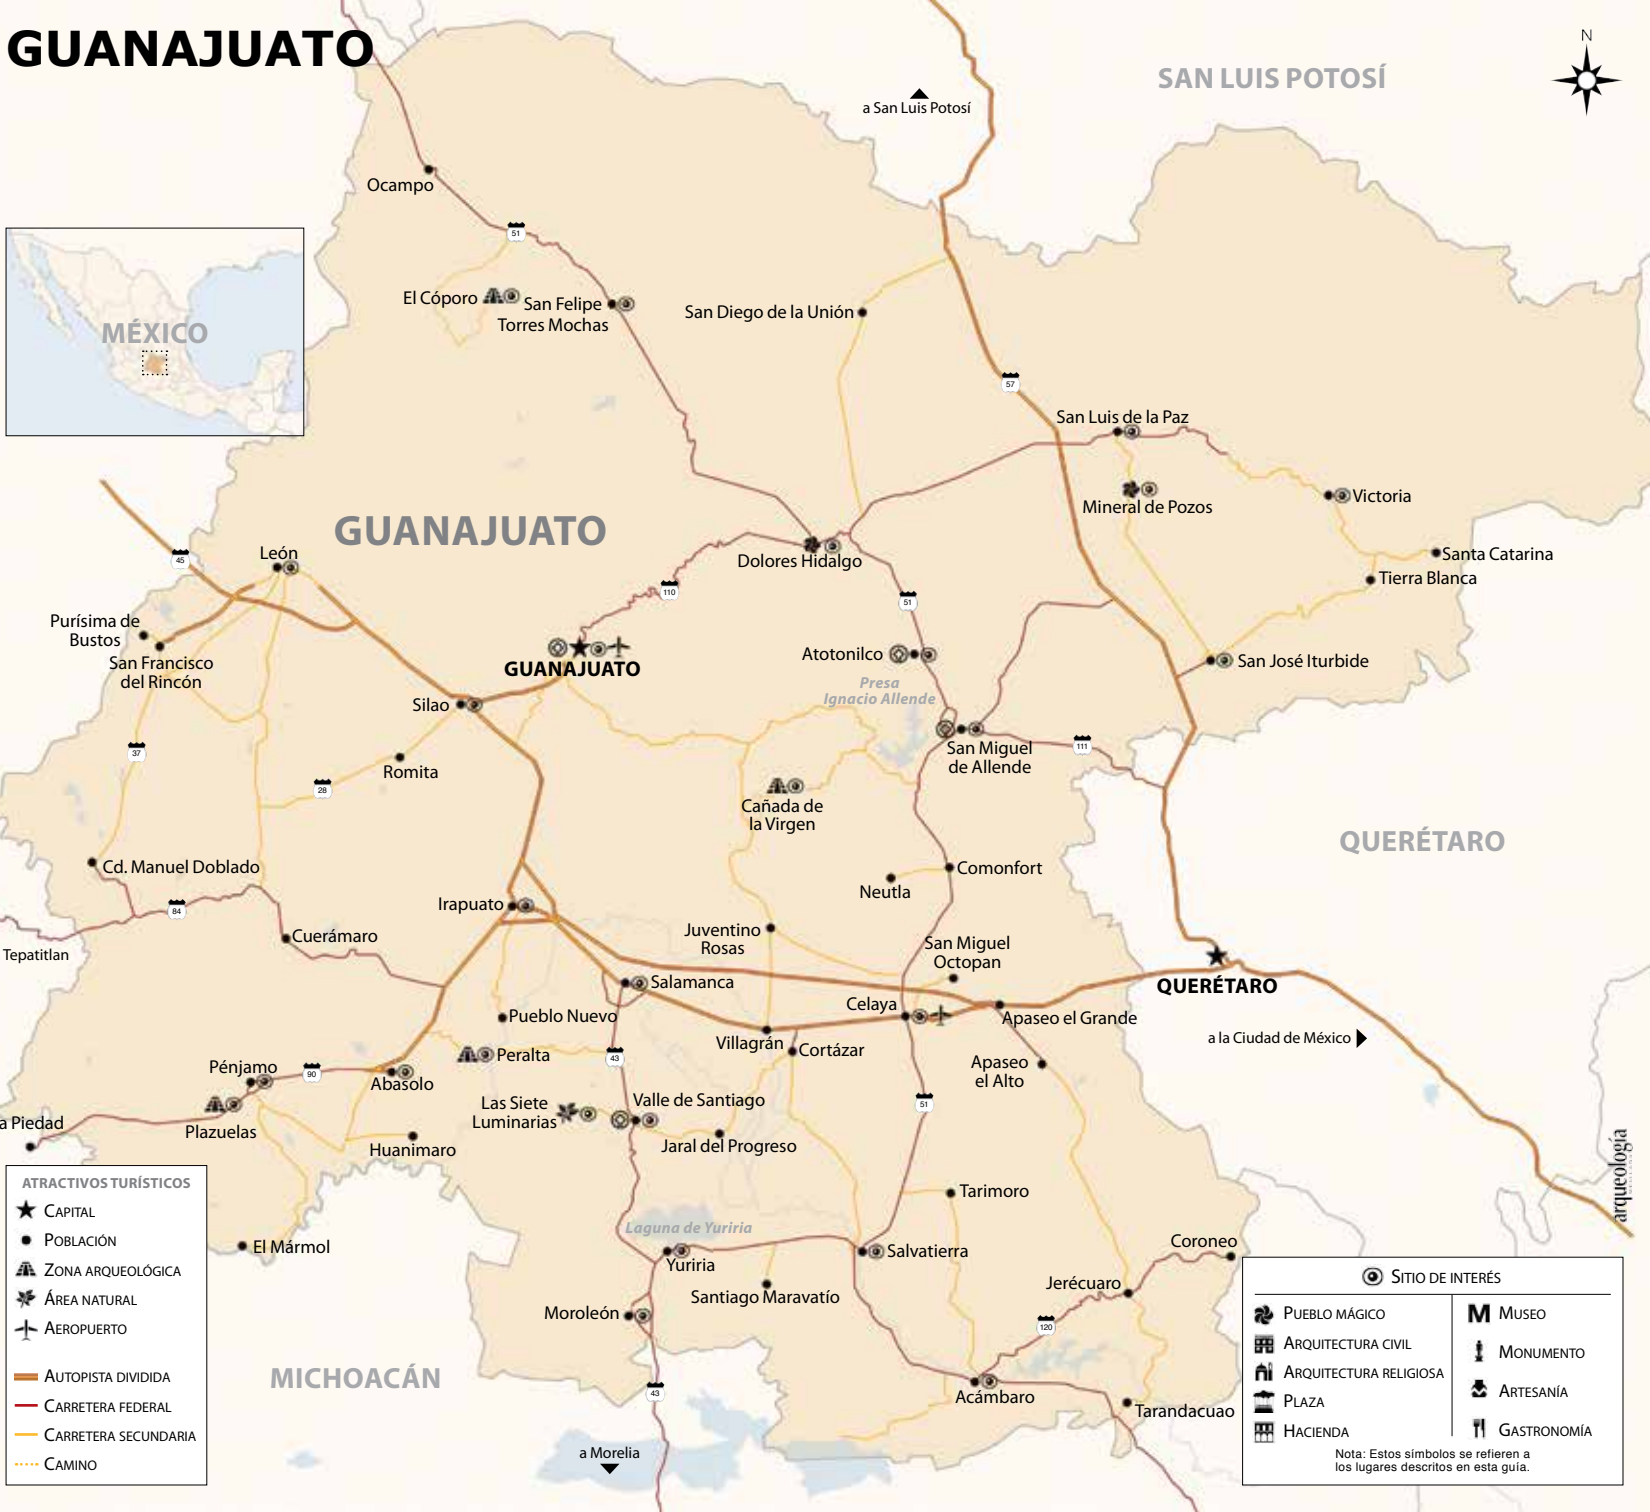 GUANAJUATO
SAN LUIS POTOSÍ
N
a San Luis Potosí
Ocampo
51
MÉXICO
El Cóporo
San Felipe
Torres Mochas
San Diego de la Unión
57
San Luis de la Paz
Mineral de Pozos
Victoria
Santa Catarina
Tierra Blanca
GUANAJUATO
45
León
Dolores Hidalgo
110
51
Purísima de
Bustos
San Francisco
del Rincón
GUANAJUATO
Atotonilco
San José Iturbide
Presa
Ignacio Allende
Silao
37
28
Romita
San Miguel
de Allende
111
Cañada de
la Virgen
QUERÉTARO
Cd. Manuel Doblado
Comonfort
Neutla
84
Irapuato
Cuerámaro
Juventino
Rosas
San Miguel
Octopan
Tepatitlan
Salamanca
QUERÉTARO
Pueblo Nuevo
Celaya
Apaseo el Grande
a la Ciudad de México
Villagrán
Cortázar
Peralta
43
Apaseo
el Alto
Pénjamo
90
Abasolo
Las Siete
Luminarias
Valle de Santiago
51
a Piedad
Plazuelas
Huanimaro
Jaral del Progreso
arqueología
Tarimoro
Laguna de Yuriria
El Mármol
Yuriria
Salvatierra
Coroneo
Santiago Maravatío
Jerécuaro
Moroleón
120
MICHOACÁN
43
Acámbaro
Tarandacuao
a Morelia
ATRACTIVOS TURÍSTICOS
CAPITAL
POBLACIÓN
ZONA ARQUEOLÓGICA
ÁREA NATURAL
AEROPUERTO
AUTOPISTA DIVIDIDA
CARRETERA FEDERAL
CARRETERA SECUNDARIA
CAMINO
SITIO DE INTERÉS
PUEBLO MÁGICO
ARQUITECTURA CIVIL
ARQUITECTURA RELIGIOSA
PLAZA
HACIENDA
M MUSEO
MONUMENTO
ARTESANÍA
GASTRONOMÍA
Nota: Estos símbolos se refieren a
los lugares descritos en esta guía.